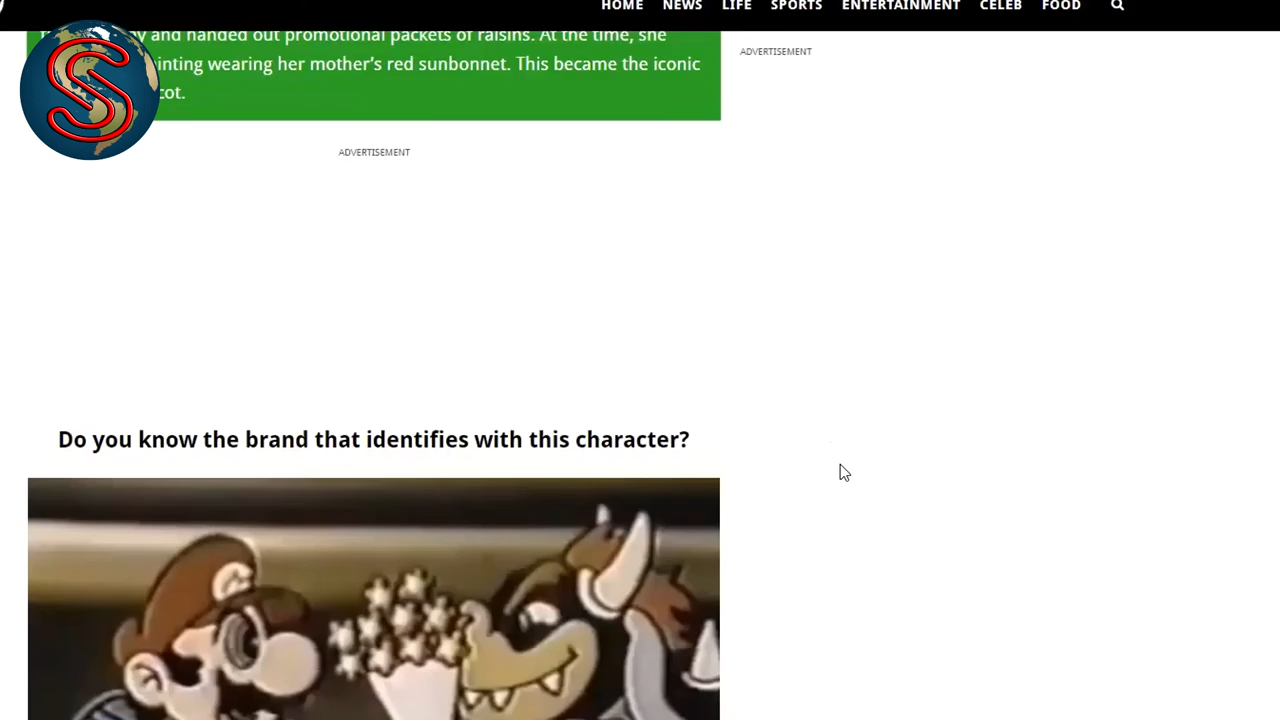 HOME NEWS LIFE SPORTS ENTERTAINMENT CELEB FOOD
and handed out promotional packets of raisins. At the time, she
wearing her mother's red sunbonnet. This became the iconic
ADVERTISEMENT
S
ADVERTISEMENT
Do you know the brand that identifies with this character?
M